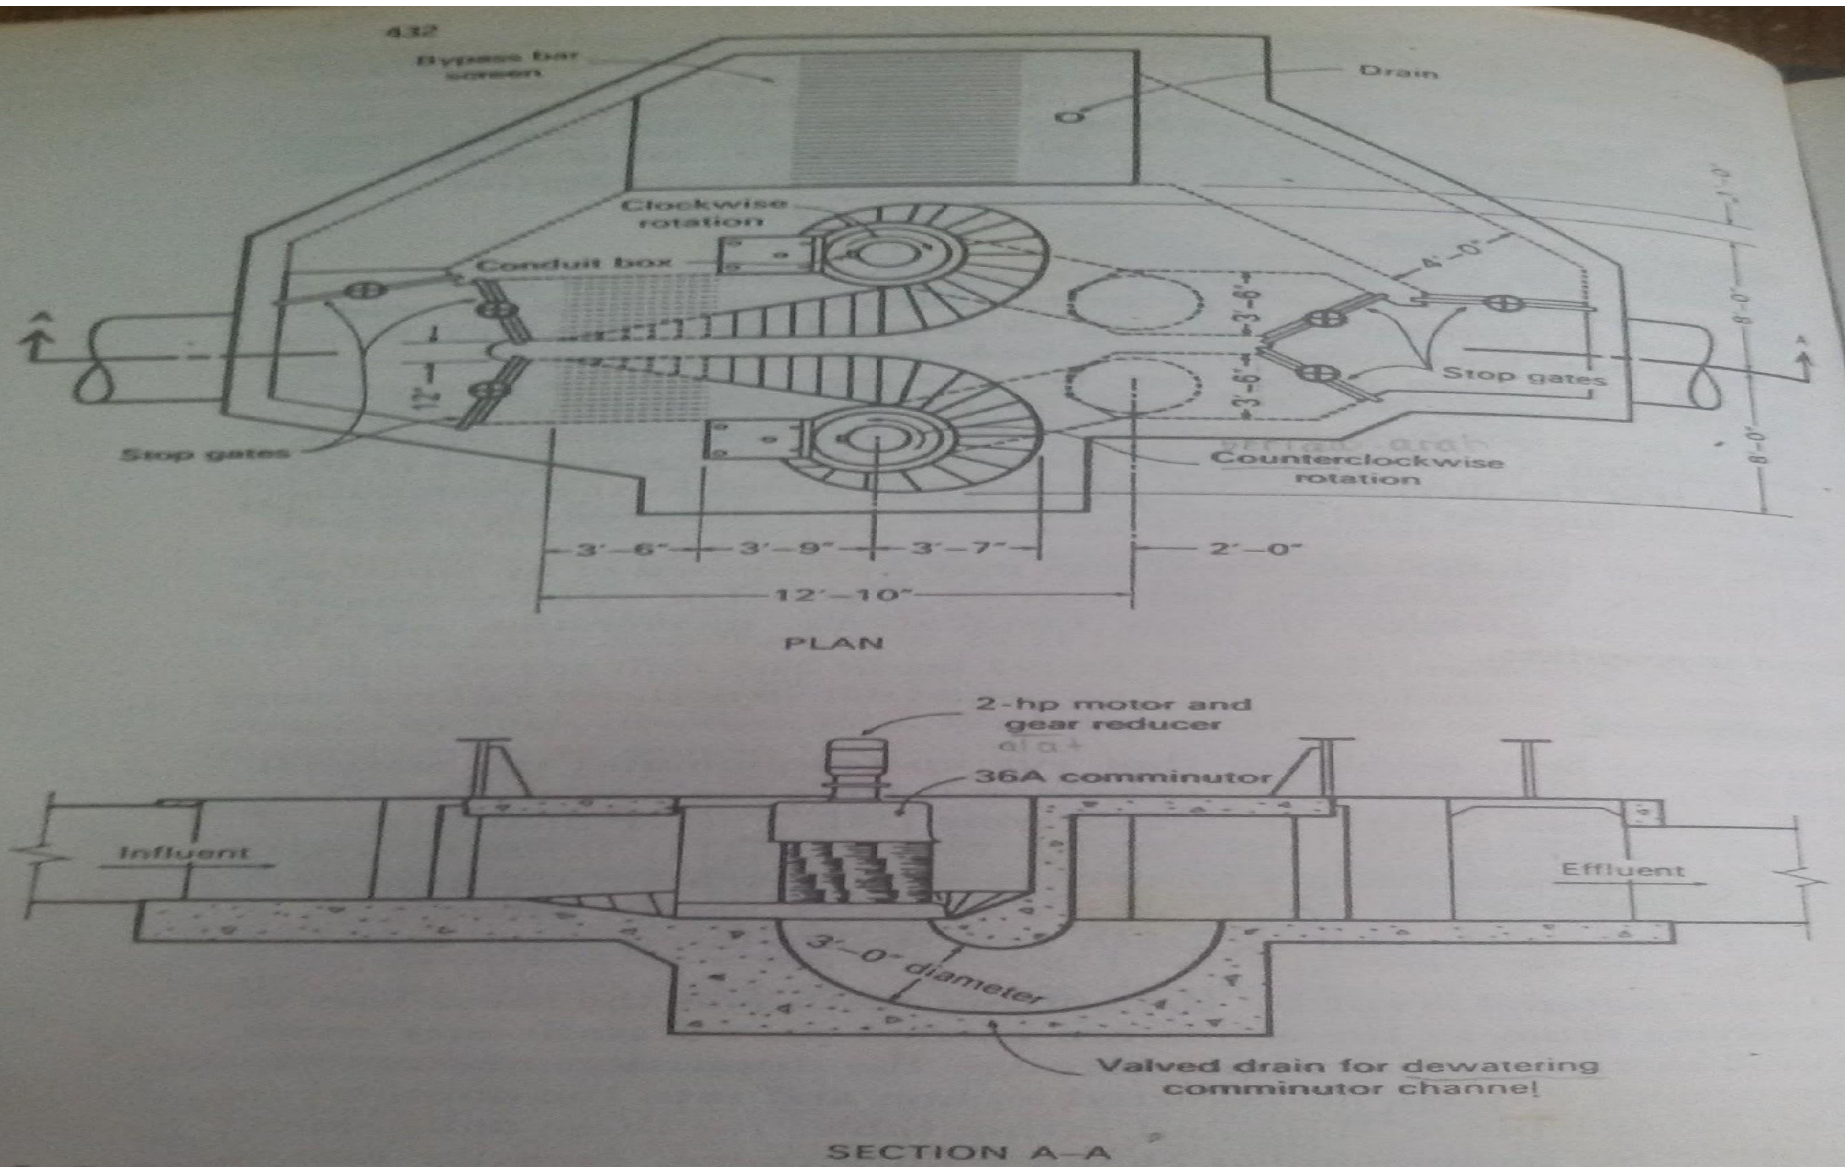 432
Bypass bar
screen
Drain
Clockwise
rotation
Conduit box
1'-0"
4'-0"
8'-0"
3'-6"
A
A
Stop gates
3'-6"
12"
Stop gates
8'-0"
Counterclockwise
rotation
3'-6"
3'-9"
3'-7"
2'-0"
12'-10"
PLAN
2-hp motor and
gear reducer
alat
36A comminutor
Influent
Effluent
3'-0" diameter
Valved drain for dewatering
comminutor channel
SECTION A-A